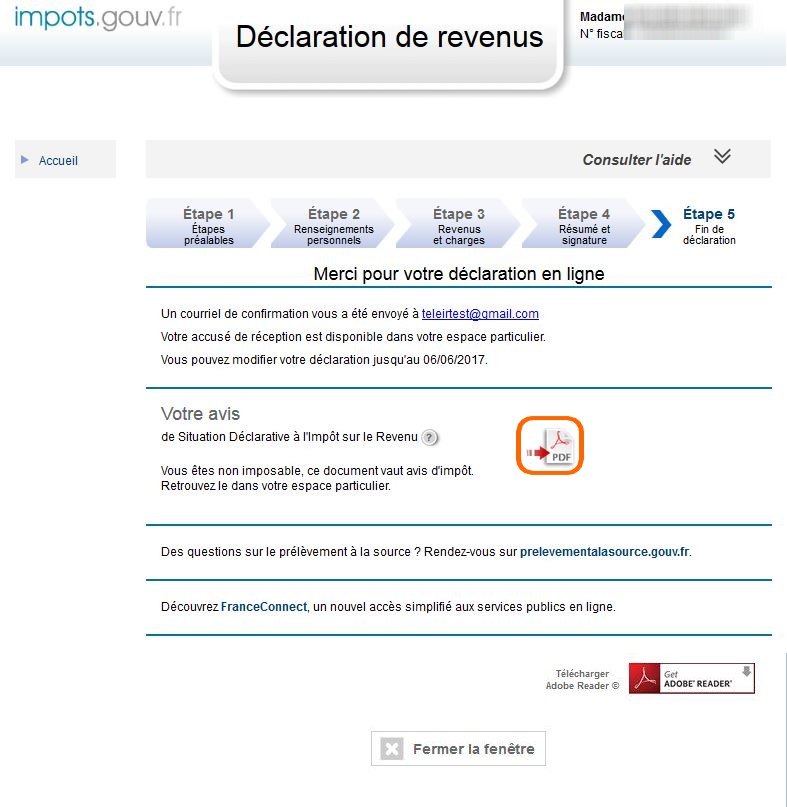 impots.gouv.fr
Déclaration de revenus
Madame
N° fisca
Accueil
Consulter l'aide
Étape 1
Étapes
préalables
Étape 2
Renseignements
personnels
Étape 3
Revenus
et charges
Étape 4
Résumé et
signature
Étape 5
Fin de
déclaration
Merci pour votre déclaration en ligne
Un courriel de confirmation vous a été envoyé à teleirtest@gmail.com
Votre accusé de réception est disponible dans votre espace particulier.
Vous pouvez modifier votre déclaration jusqu'au 06/06/2017.
Votre avis
de Situation Déclarative à l'Impôt sur le Revenu ?
PDF
Vous êtes non imposable, ce document vaut avis d'impôt.
Retrouvez le dans votre espace particulier.
Des questions sur le prélèvement à la source ? Rendez-vous sur prelevementalasource.gouv.fr.
Découvrez FranceConnect, un nouvel accès simplifié aux services publics en ligne.
Télécharger
Adobe Reader ©
Get
ADOBE® READER®
Fermer la fenêtre